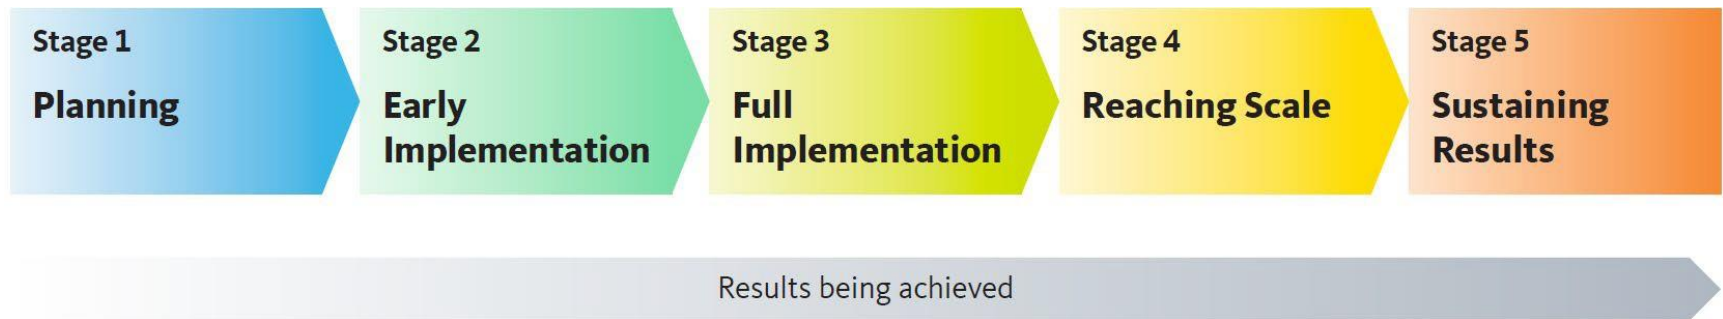 Stage 1
Planning
Stage 2
Early
Implementation
Stage 3
Full
Implementation
Stage 4
Reaching Scale
Stage 5
Sustaining
Results
Results being achieved